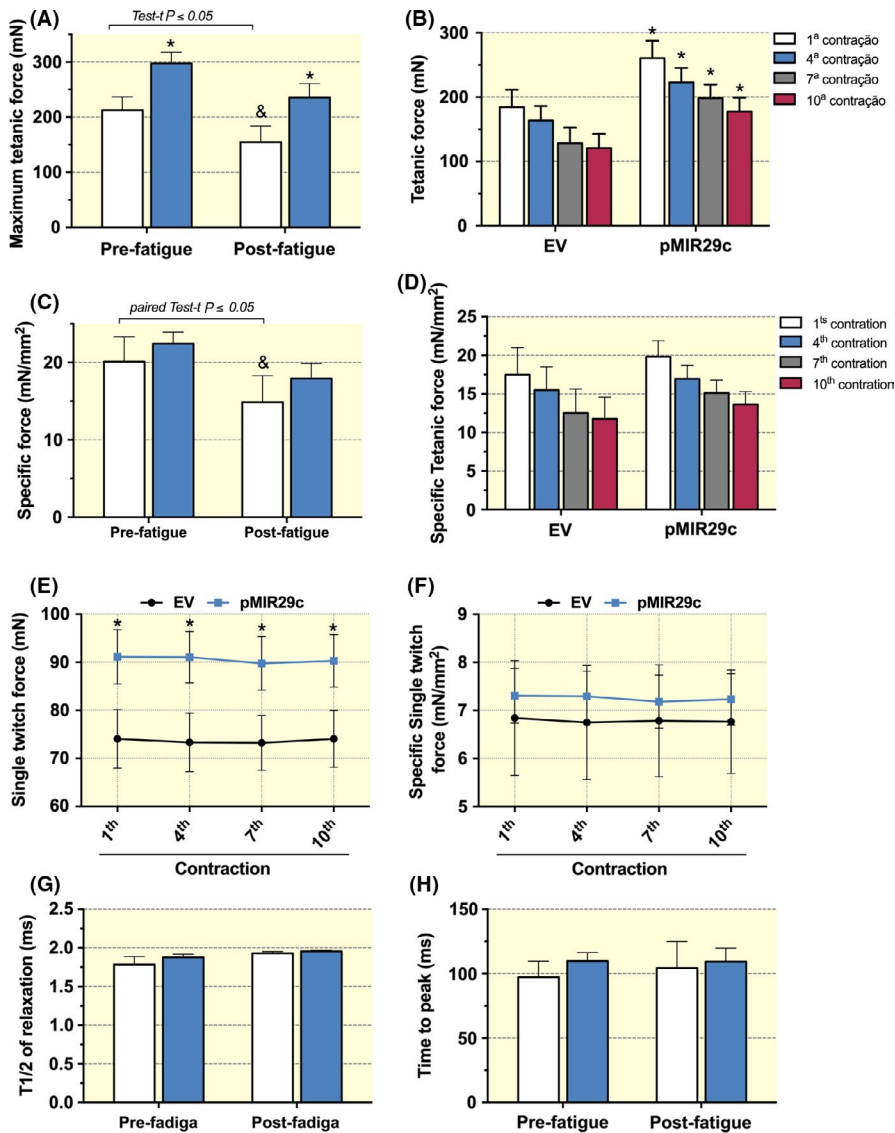 (A)
Test-t P ≤ 0.05
Maximum tetanic force (mN)
400
300
200
100
0
*
&
*
Pre-fatigue
Post-fatigue
(B)
Tetanic force (mN)
300
200
100
0
*
*
*
*
EV
pMIR29c
1ª contração
4ª contração
7ª contração
10ª contração
(C)
paired Test-t P ≤ 0.05
Specific force (mN/mm²)
20
10
0
&
Pre-fatigue
Post-fatigue
(D)
Specific Tetanic force (mN/mm²)
25
20
15
10
5
0
EV
pMIR29c
1ᵗˢ contration
4ᵗʰ contration
7ᵗʰ contration
10ᵗʰ contration
(E)
EV
pMIR29c
Single twitch force (mN)
100
90
80
70
60
*
*
*
*
1ᵗʰ
4ᵗʰ
7ᵗʰ
10ᵗʰ
Contraction
(F)
EV
pMIR29c
Specific Single twitch
force (mN/mm²)
9
8
7
6
5
1ᵗʰ
4ᵗʰ
7ᵗʰ
10ᵗʰ
Contraction
(G)
T1/2 of relaxation (ms)
2.5
2.0
1.5
1.0
0.5
0.0
Pre-fadiga
Post-fadiga
(H)
Time to peak (ms)
150
100
50
0
Pre-fatigue
Post-fatigue